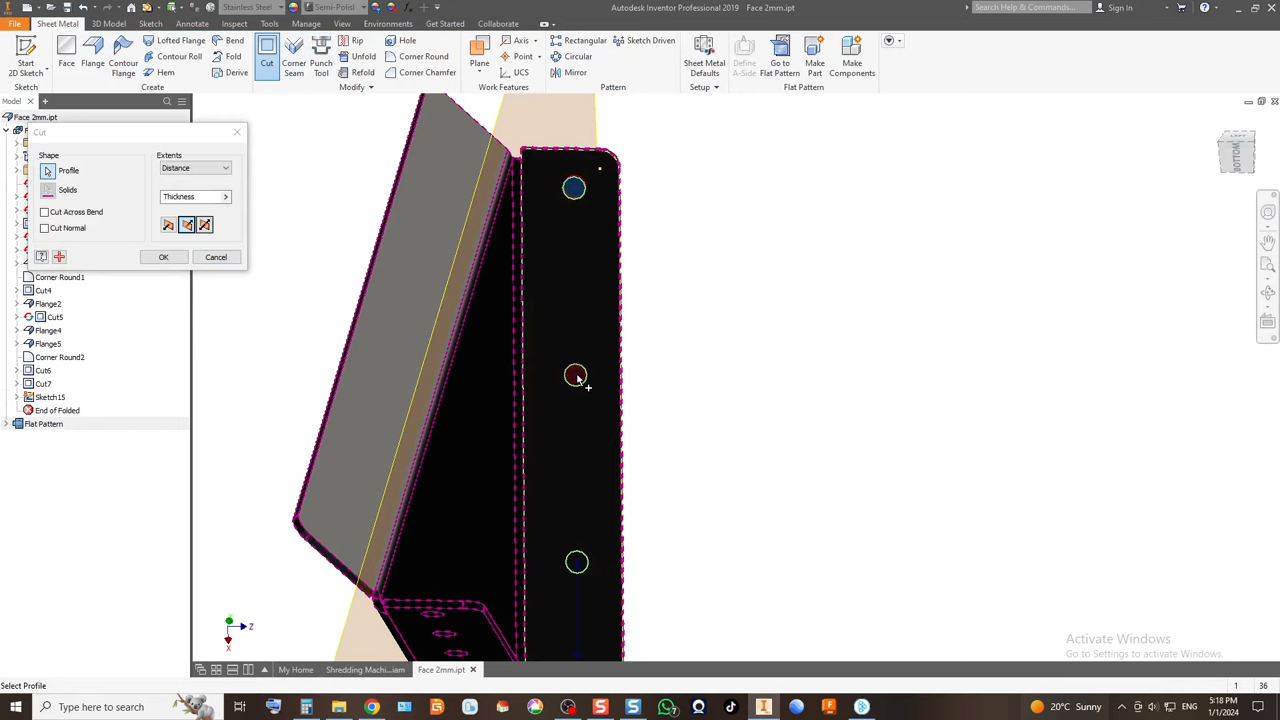 Stainless Steel
Semi-Polisl
Autodesk Inventor Professional 2024   Face 2mm.ipt
Search Help & Commands...
Sign In
File
Sheet Metal
3D Model
Sketch
Annotate
Inspect
Tools
Manage
View
Environments
Get Started
Collaborate
Start
2D Sketch
Face
Flange
Contour
Flange
Lofted Flange
Contour Roll
Hem
Bend
Fold
Derive
Cut
Corner
Seam
Punch
Tool
Rip
Unfold
Refold
Hole
Corner Round
Corner Chamfer
Plane
Axis
Point
UCS
Rectangular
Circular
Mirror
Sketch Driven
Sheet Metal
Defaults
Define
A-Side
Go to
Flat Pattern
Make
Part
Make
Components
Sketch
Create
Modify
Work Features
Pattern
Setup
Flat Pattern
Model
Face 2mm.ipt
Cut
Shape
Profile
Solids
Cut Across Bend
Cut Normal
Extents
Distance
Thickness
OK
Cancel
Corner Round1
Cut4
Flange2
Cut5
Flange4
Flange5
Corner Round2
Cut6
Cut7
Sketch15
End of Folded
Flat Pattern
LEFT
BOTTOM
Z
X
Activate Windows
Go to Settings to activate Windows.
My Home
Shredding Machi...iam
Face 2mm.ipt
Select Profile
1
36
Type here to search
20°C Sunny
5:18 PM
1/1/2024